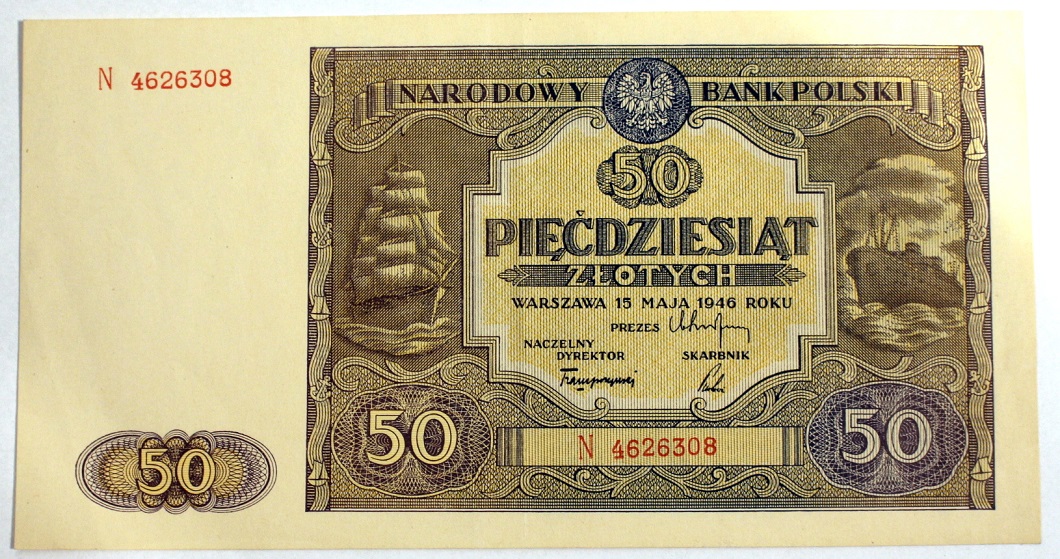 N 4626308
NARODOWY BANK POLSKI
50
PIĘĆDZIESIĄT
ZŁOTYCH
WARSZAWA 15 MAJA 1946 ROKU
PREZES
NACZELNY
DYREKTOR SKARBNIK
50 50
N 4626308
50